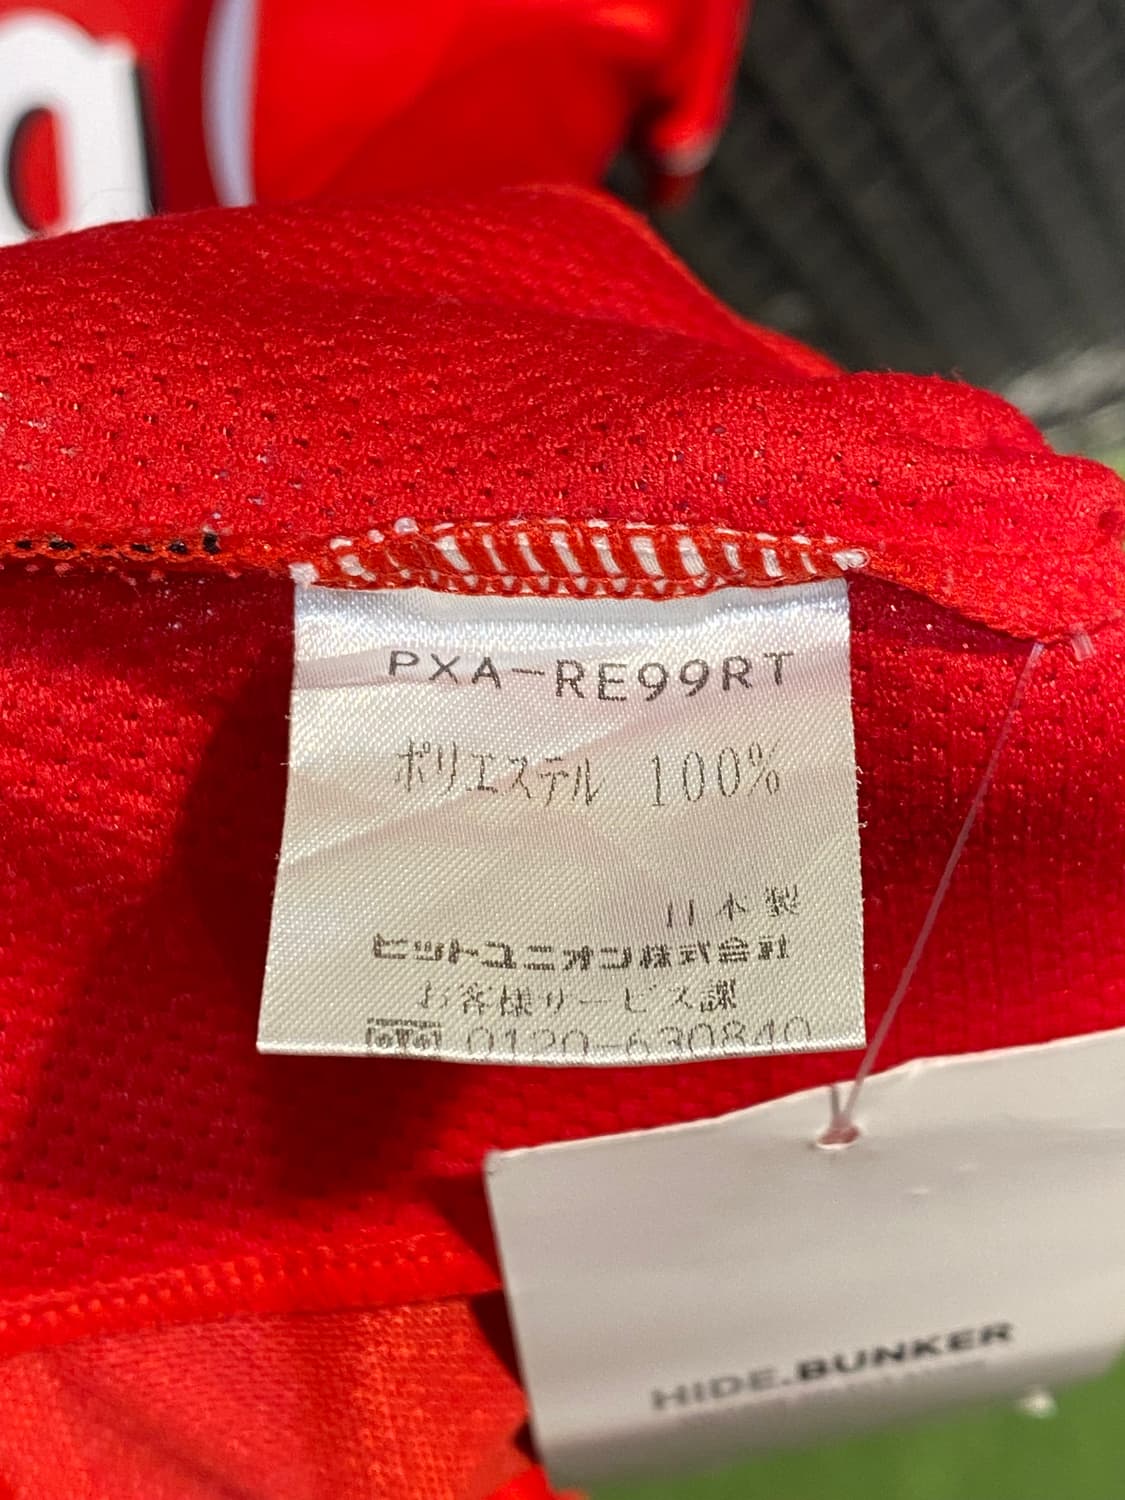 PXA-RE99RT
ポリエステル 100%
日本製
ヒットユニオン株式会社
お客様サービス課
0120-630840
HIDE.BUNKER